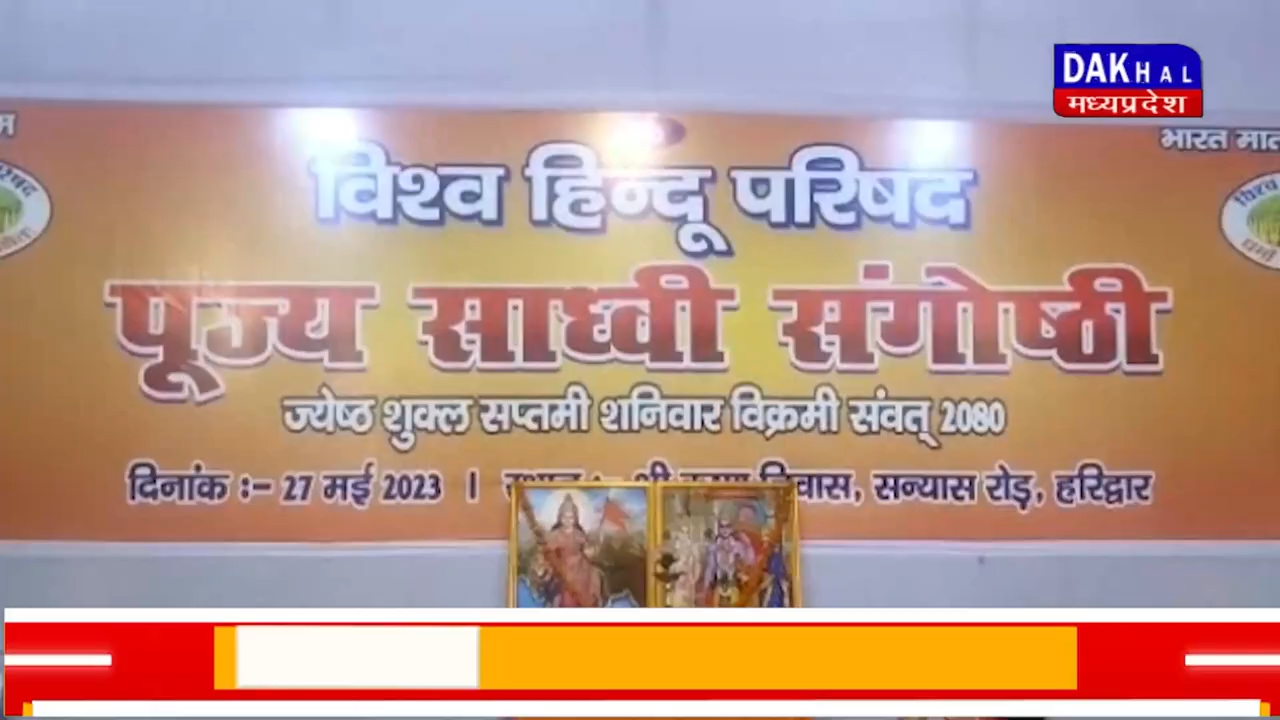 DAKHAL
मध्यप्रदेश
भारत
विश्व हिन्दू परिषद
पूज्य साध्वी संगोष्ठी
ज्येष्ठ शुक्ल सप्तमी शनिवार विक्रमी संवत् 2080
दिनांक :- 27 मई 2023 । सन्यास रोड़, हरिद्वार